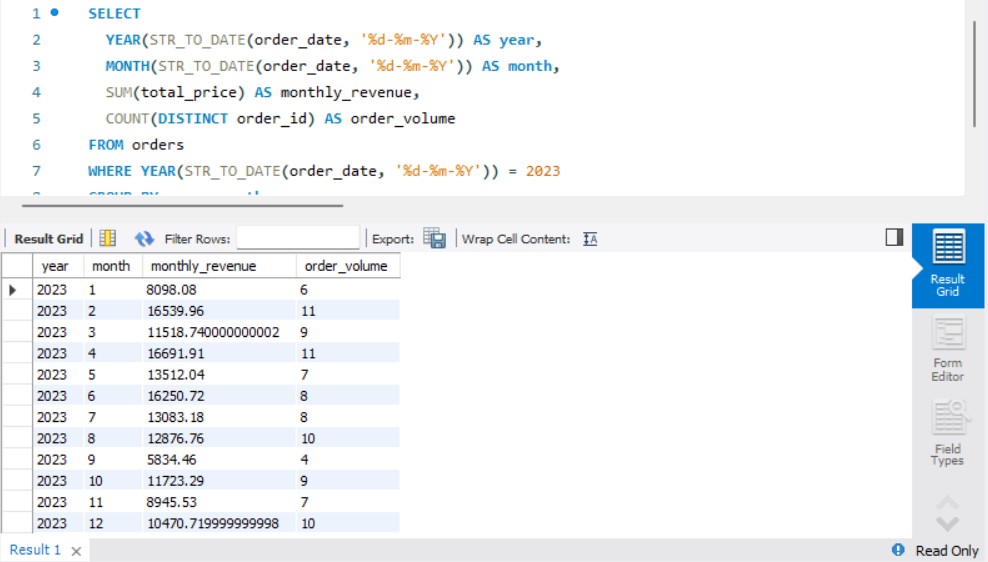 1 SELECT
2 YEAR(STR_TO_DATE(order_date, '%d-%m-%Y')) AS year,
3 MONTH(STR_TO_DATE(order_date, '%d-%m-%Y')) AS month,
4 SUM(total_price) AS monthly_revenue,
5 COUNT(DISTINCT order_id) AS order_volume
6 FROM orders
7 WHERE YEAR(STR_TO_DATE(order_date, '%d-%m-%Y')) = 2023
Result Grid Filter Rows: Export: Wrap Cell Content:
year month monthly_revenue order_volume
2023 1 8098.08 6
2023 2 16539.96 11
2023 3 11518.740000000002 9
2023 4 16691.91 11
2023 5 13512.04 7
2023 6 16250.72 8
2023 7 13083.18 8
2023 8 12876.76 10
2023 9 5834.46 4
2023 10 11723.29 9
2023 11 8945.53 7
2023 12 10470.719999999998 10
Result
Grid
Form
Editor
Field
Types
Result 1
Read Only